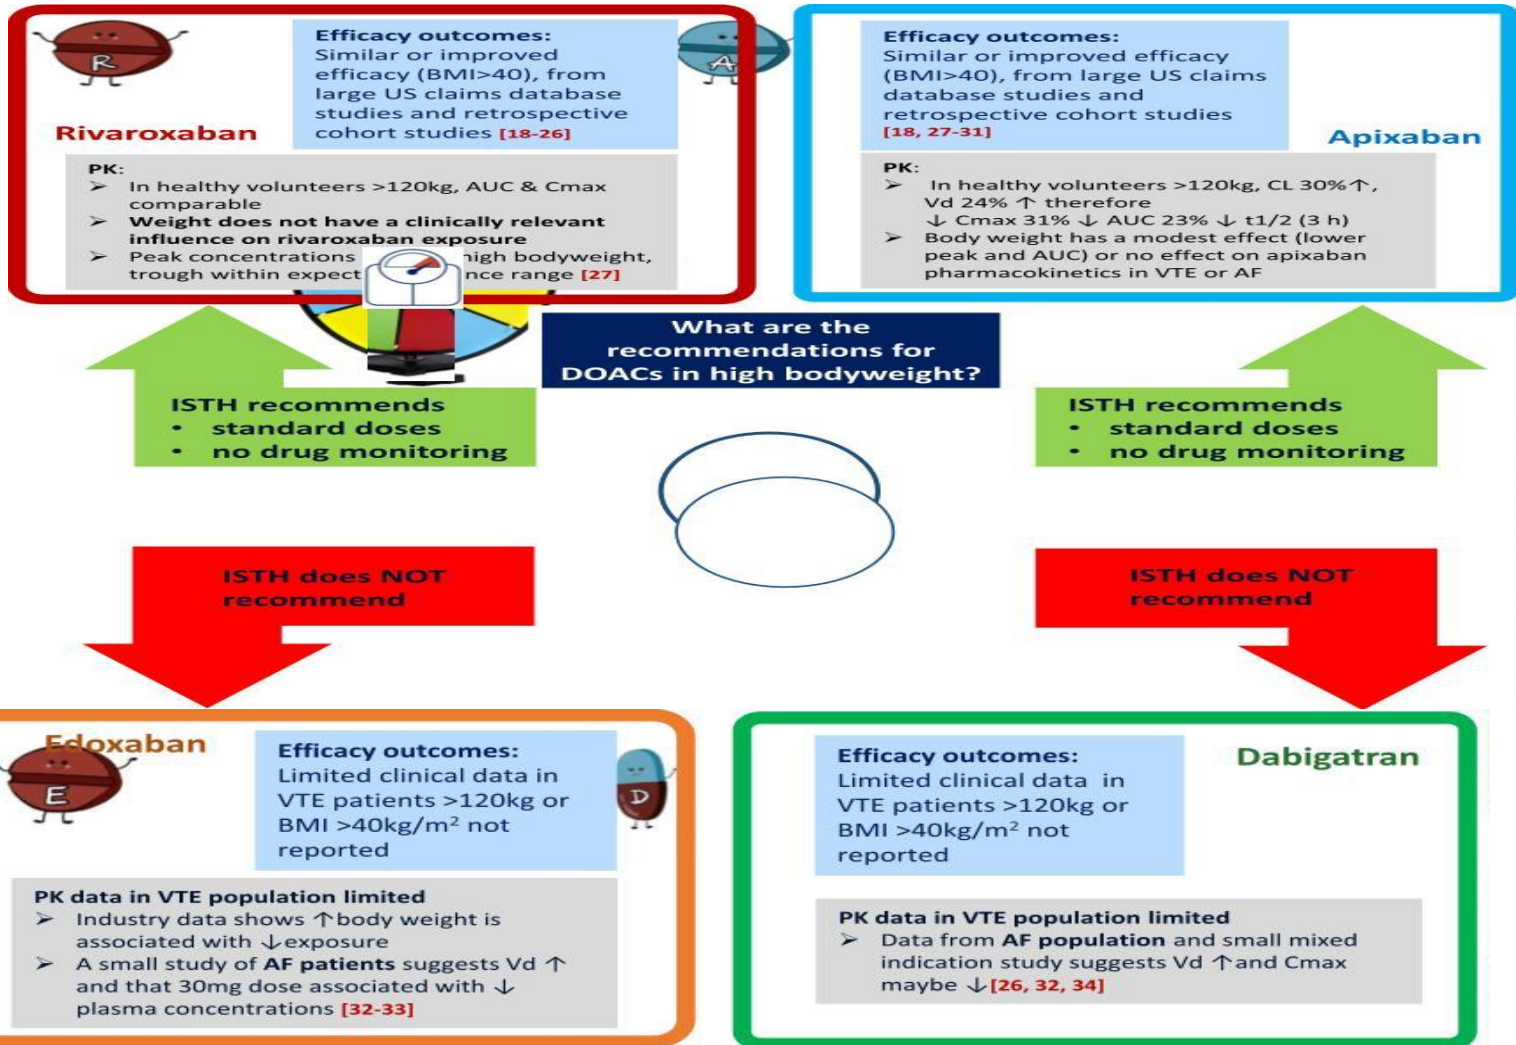 R
Rivaroxaban
Efficacy outcomes:
Similar or improved
efficacy (BMI>40), from
large US claims database
studies and retrospective
cohort studies [18-26]
PK:
➢ In healthy volunteers >120kg, AUC & Cmax
comparable
➢ Weight does not have a clinically relevant
influence on rivaroxaban exposure
➢ Peak concentrations high bodyweight,
trough within range [27]
A
Efficacy outcomes:
Similar or improved efficacy
(BMI>40), from large US claims
database studies and
retrospective cohort studies
[18, 27-31]
Apixaban
PK:
➢ In healthy volunteers >120kg, CL 30%↑,
Vd 24% ↑ therefore
↓ Cmax 31% ↓ AUC 23% ↓ t1/2 (3 h)
➢ Body weight has a modest effect (lower
peak and AUC) or no effect on apixaban
pharmacokinetics in VTE or AF
What are the
recommendations for
DOACs in high bodyweight?
ISTH recommends
• standard doses
• no drug monitoring
ISTH recommends
• standard doses
• no drug monitoring
ISTH does NOT
recommend
ISTH does NOT
recommend
Edoxaban
E
Efficacy outcomes:
Limited clinical data in
VTE patients >120kg or
BMI >40kg/m² not
reported
D
PK data in VTE population limited
➢ Industry data shows ↑body weight is
associated with ↓exposure
➢ A small study of AF patients suggests Vd ↑
and that 30mg dose associated with ↓
plasma concentrations [32-33]
Efficacy outcomes:
Limited clinical data in
VTE patients >120kg or
BMI >40kg/m² not
reported
Dabigatran
PK data in VTE population limited
➢ Data from AF population and small mixed
indication study suggests Vd ↑and Cmax
maybe ↓[26, 32, 34]